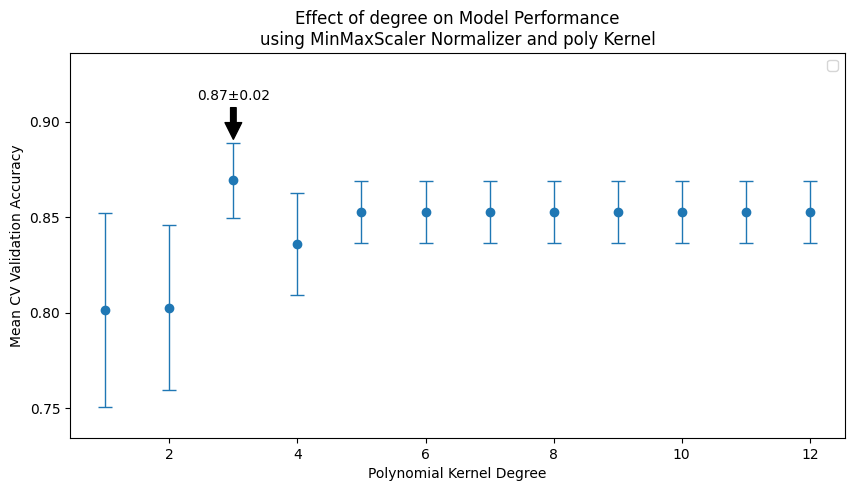 Effect of degree on Model Performance
using MinMaxScaler Normalizer and poly Kernel
0.87±0.02
Mean CV Validation Accuracy
0.90
0.85
0.80
0.75
2
4
6
8
10
12
Polynomial Kernel Degree